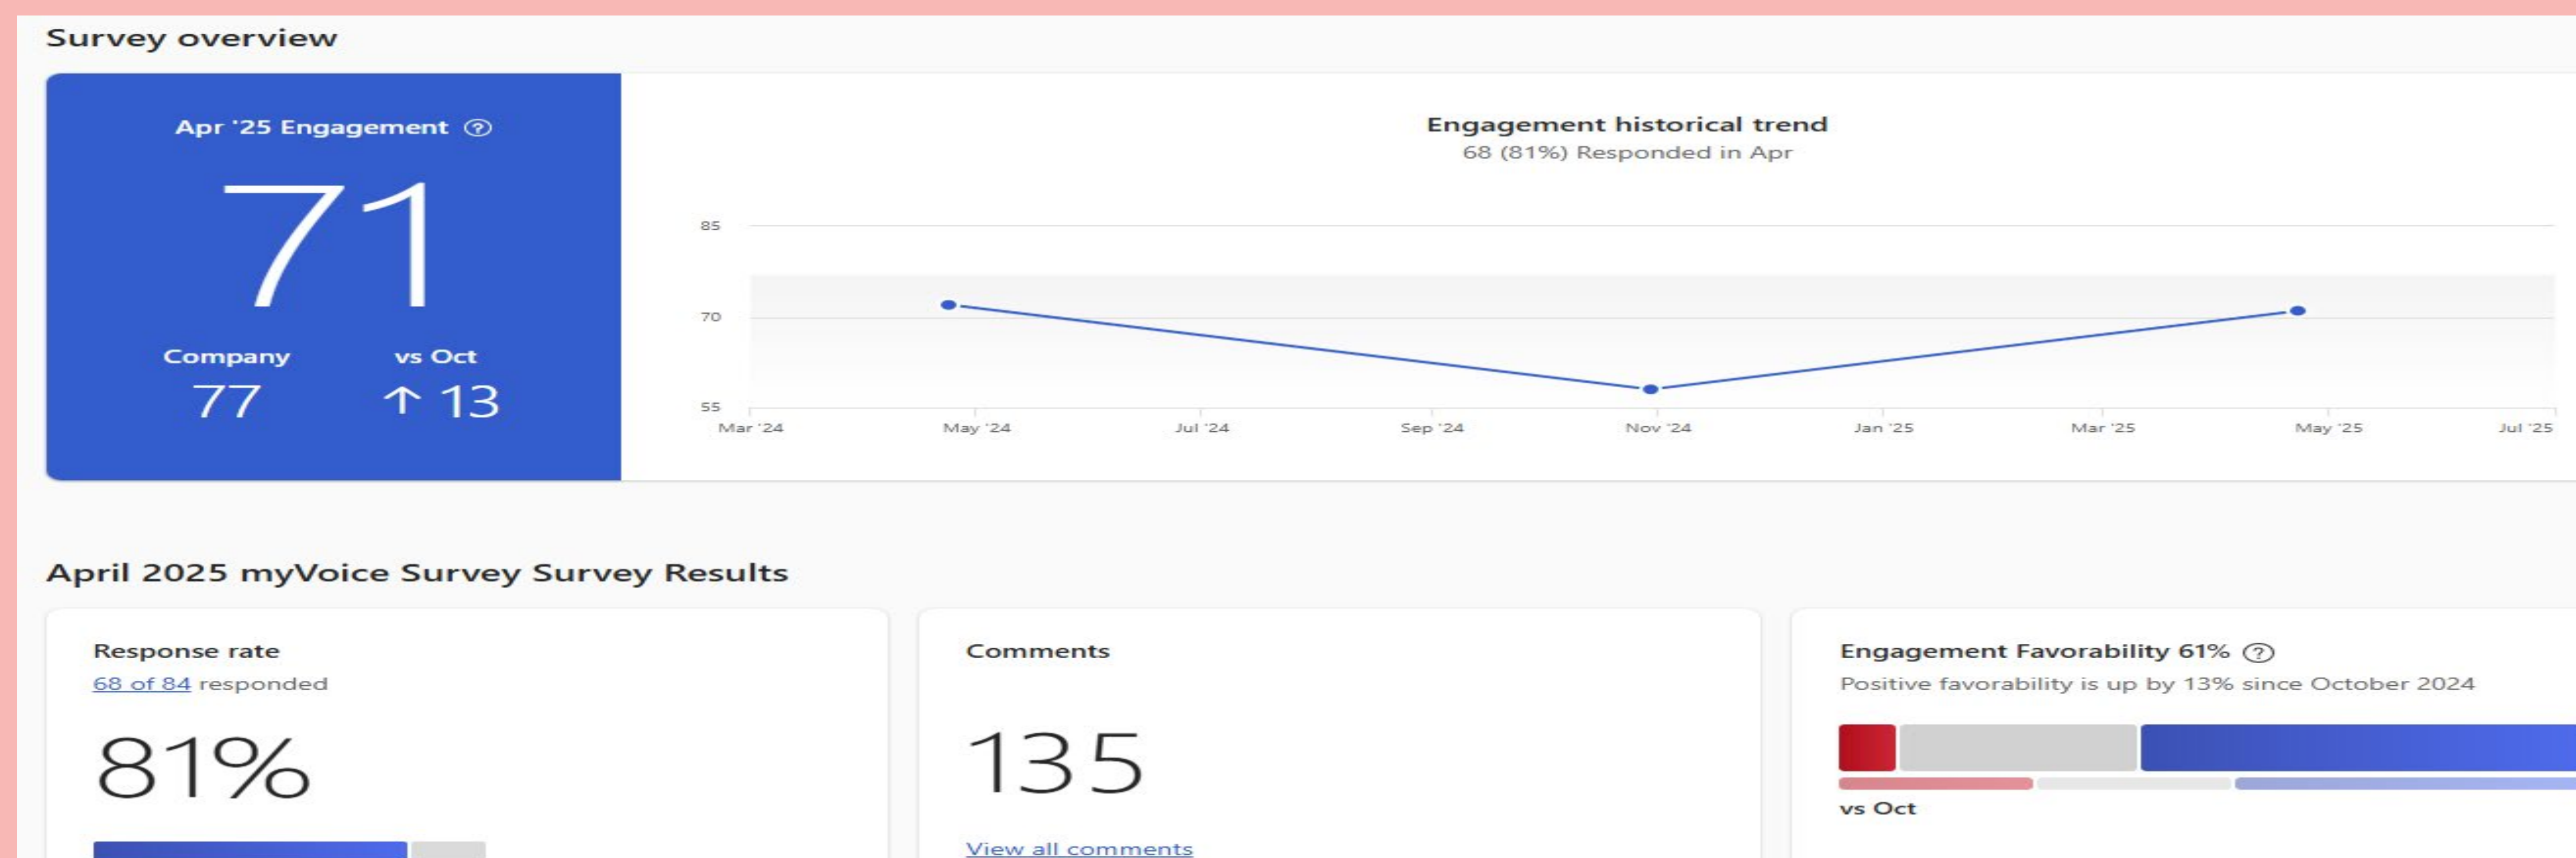 Survey overview
Apr '25 Engagement ?
71
Company
77
vs Oct
↑ 13
Engagement historical trend
68 (81%) Responded in Apr
85
70
55
Mar '24
May '24
Jul '24
Sep '24
Nov '24
Jan '25
Mar '25
May '25
Jul '25
April 2025 myVoice Survey Survey Results
Response rate
68 of 84 responded
81%
Comments
135
View all comments
Engagement Favorability 61% ?
Positive favorability is up by 13% since October 2024
vs Oct